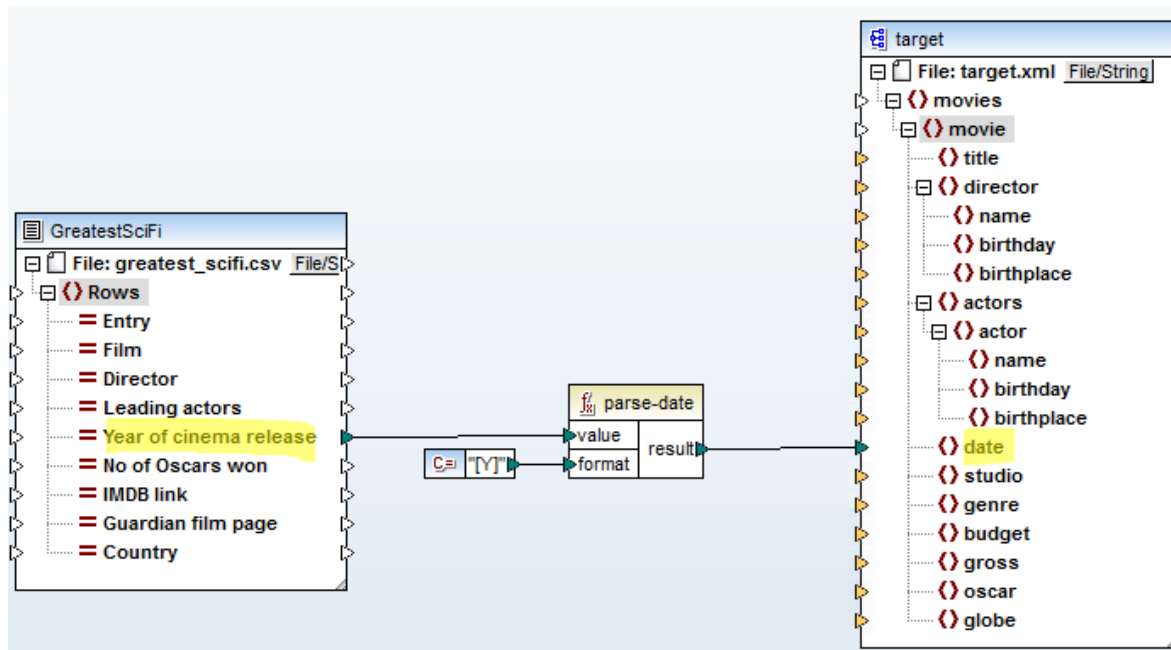 GreatestSciFi
File: greatest_scifi.csv File/S
Rows
Entry
Film
Director
Leading actors
Year of cinema release
No of Oscars won
IMDB link
Guardian film page
Country
C= "[Y]"
fx parse-date
value
format
result
target
File: target.xml File/String
movies
movie
title
director
name
birthday
birthplace
actors
actor
name
birthday
birthplace
date
studio
genre
budget
gross
oscar
globe